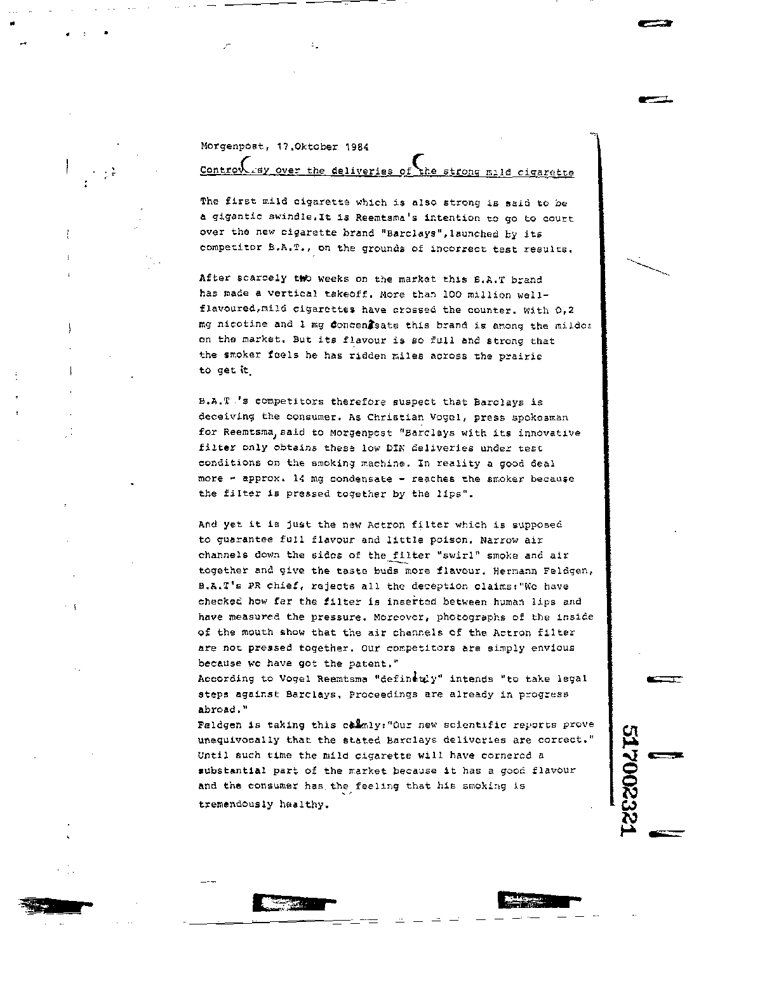 Morgenpost, 17.Oktober 1984
Controversy over the deliveries of the strong mild cigarette
The first mild cigarette which is also strong is said to be
a gigantic swindle.It is Reemtsma's intention to go to court
over the new cigarette brand "Barclays",launched by its
competitor B.A.T., on the grounds of incorrect test results.
After scarcely two weeks on the market this B.A.T brand
has made a vertical takeoff. More than 100 million well-
flavoured,mild cigarettes have crossed the counter. With 0,2
mg nicotine and 1 mg condensate this brand is among the mildes
on the market. But its flavour is so full and strong that
the smoker feels he has ridden miles across the prairie
to get it.
B.A.T 's competitors therefore suspect that Barclays is
deceiving the consumer. As Christian Vogel, press spokesman
for Reemtsma,said to Morgenpost "Barclays with its innovative
filter only obtains these low DIN deliveries under test
conditions on the smoking machine. In reality a good deal
more - approx. 14 mg condensate - reaches the smoker because
the filter is pressed together by the lips".
And yet it is just the new Actron filter which is supposed
to guarantee full flavour and little poison. Narrow air
channels down the sides of the filter "swirl" smoke and air
together and give the taste buds more flavour. Hermann Feldgen,
B.A.T's PR chief, rejects all the deception claims:"We have
checked how far the filter is inserted between human lips and
have measured the pressure. Moreover, photographs of the inside
of the mouth show that the air channels of the Actron filter
are not pressed together. Our competitors are simply envious
because we have got the patent."
According to Vogel Reemtsma "definitely" intends "to take legal
steps against Barclays. Proceedings are already in progress
abroad."
Feldgen is taking this calmly:"Our new scientific reports prove
unequivocally that the stated Barclays deliveries are correct."
Until such time the mild cigarette will have cornered a
substantial part of the market because it has a good flavour
and the consumer has the feeling that his smoking is
tremendously healthy.
517002321